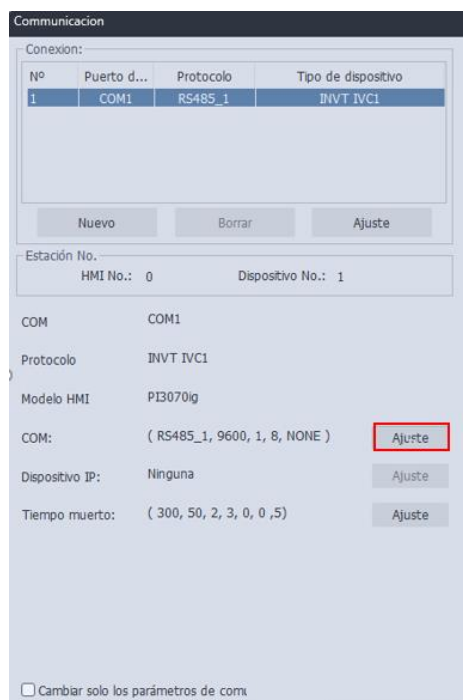 Communicacion
Conexion:
Nº Puerto d... Protocolo Tipo de dispositivo
1 COM1 RS485_1 INVT IVC1
Nuevo Borrar Ajuste
Estación No.
HMI No.: 0 Dispositivo No.: 1
COM COM1
Protocolo INVT IVC1
Modelo HMI PI3070ig
COM: ( RS485_1, 9600, 1, 8, NONE ) Ajuste
Dispositivo IP: Ninguna Ajuste
Tiempo muerto: ( 300, 50, 2, 3, 0, 0 ,5) Ajuste
Cambiar solo los parámetros de comu